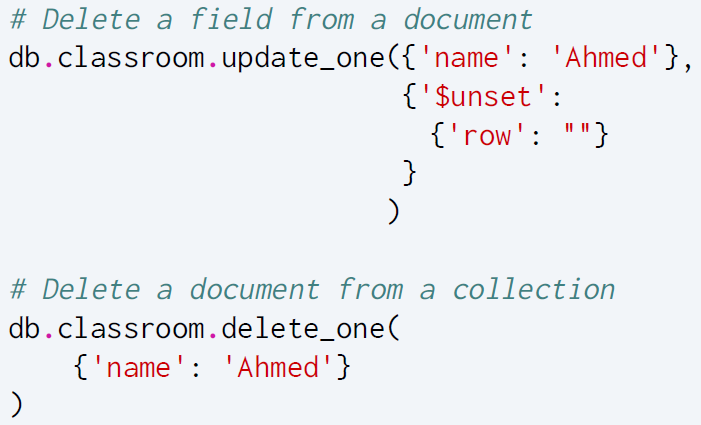 # Delete a field from a document
db.classroom.update_one({'name': 'Ahmed'},
                        {'$unset':
                          {'row': ""}
                        }
                       )

# Delete a document from a collection
db.classroom.delete_one(
    {'name': 'Ahmed'}
)